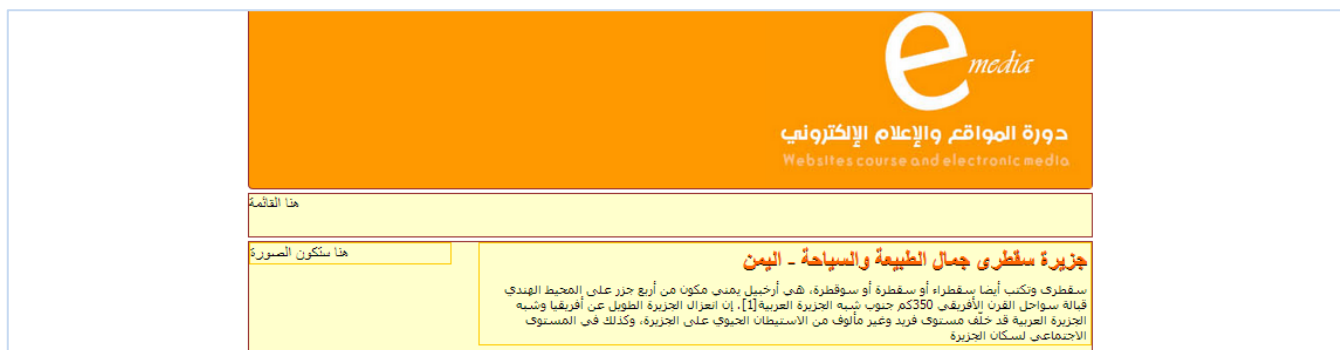 e media
دورة المواقع والإعلام الإلكتروني
Websites course and electronic media
هنا القائمة
جزيرة سقطرى جمال الطبيعة والسياحة - اليمن
هنا ستكون الصورة
سقطرى وتكتب أيضا سقطراء أو سقطرة أو سوقطرة، هي أرخبيل يمني مكون من أربع جزر على المحيط الهندي
قبالة سواحل القرن الأفريقي 350كم جنوب شبه الجزيرة العربية[1]. إن انعزال الجزيرة الطويل عن أفريقيا وشبه
الجزيرة العربية قد خلّف مستوى فريد وغير مألوف من الاستيطان الحيوي على الجزيرة، وكذلك في المستوى
الاجتماعي لسكان الجزيرة